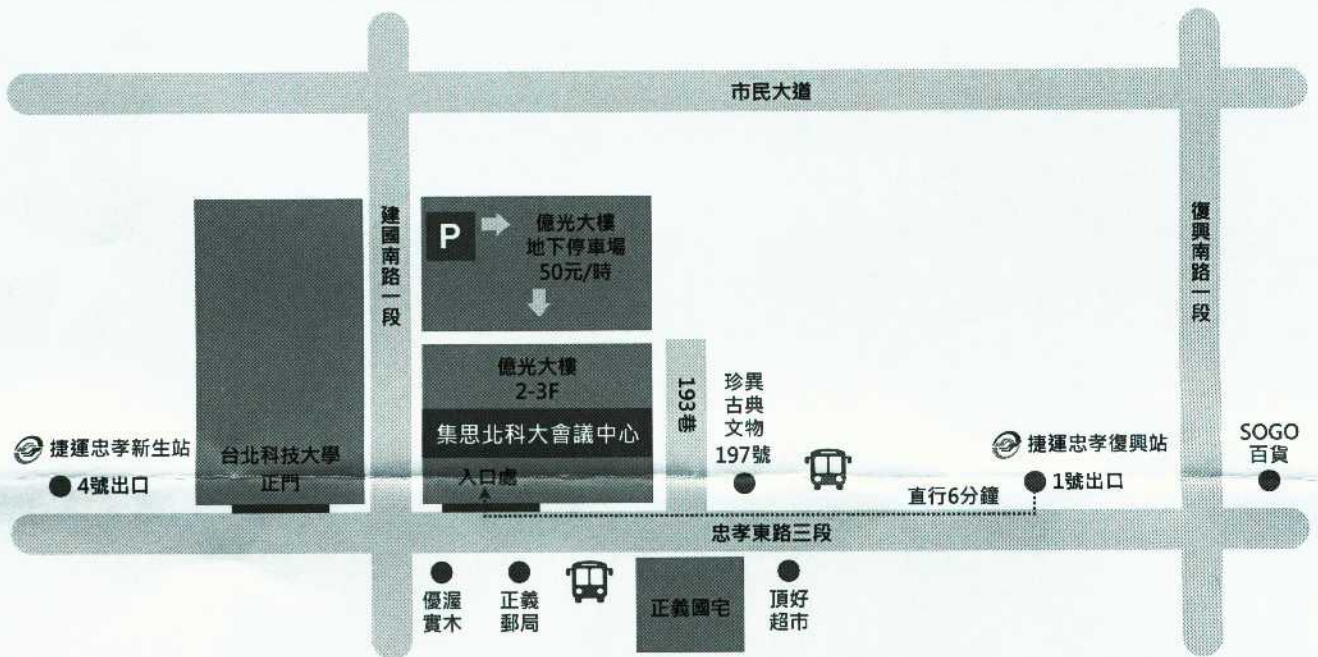 市民大道
建國南路一段
復興南路一段
P
億光大樓
地下停車場
50元/時
億光大樓
2-3F
集思北科大會議中心
入口處
193巷
珍異
古典
文物
197號
捷運忠孝新生站
4號出口
台北科技大學
正門
捷運忠孝復興站
1號出口
直行6分鐘
SOGO
百貨
忠孝東路三段
優渥
實木
正義
郵局
正義國宅
頂好
超市